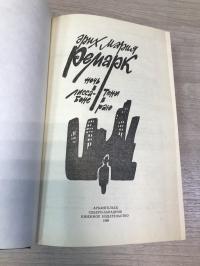 эрих мария
Ремарк
ночь
в
лисса-
боне
Тени
в
раю
АРХАНГЕЛЬСК
СЕВЕРО-ЗАПАДНОЕ
КНИЖНОЕ ИЗДАТЕЛЬСТВО